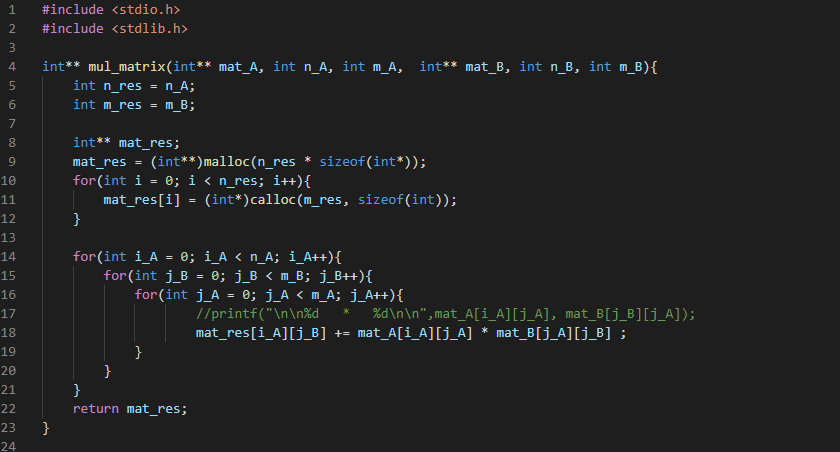 1 #include <stdio.h>
2 #include <stdlib.h>
3
4 int** mul_matrix(int** mat_A, int n_A, int m_A,  int** mat_B, int n_B, int m_B){
5     int n_res = n_A;
6     int m_res = m_B;
7
8     int** mat_res;
9     mat_res = (int**)malloc(n_res * sizeof(int*));
10     for(int i = 0; i < n_res; i++){
11         mat_res[i] = (int*)calloc(m_res, sizeof(int));
12     }
13
14     for(int i_A = 0; i_A < n_A; i_A++){
15         for(int j_B = 0; j_B < m_B; j_B++){
16             for(int j_A = 0; j_A < m_A; j_A++){
17                     //printf("\n\n%d   *   %d\n\n",mat_A[i_A][j_A], mat_B[j_B][j_A]);
18                     mat_res[i_A][j_B] += mat_A[i_A][j_A] * mat_B[j_A][j_B] ;
19             }
20         }
21     }
22     return mat_res;
23 }
24